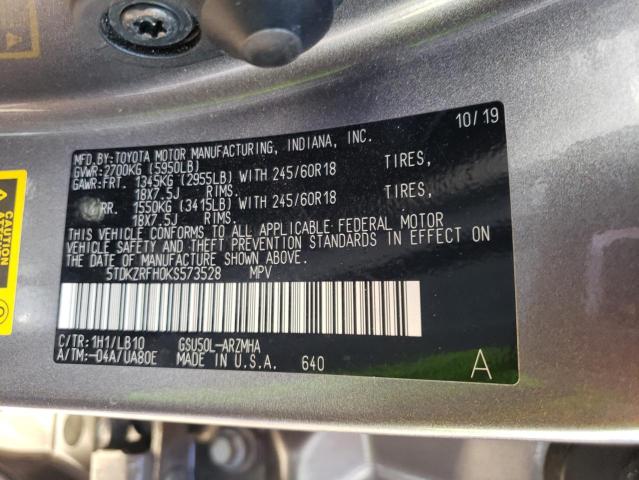 10/19
MFD.BY:TOYOTA MOTOR MANUFACTURING, INDIANA, INC.
GVWR:2700KG (5950LB)
GAWR:FRT. 1345KG (2955LB) WITH 245/60R18 TIRES,
18X7.5J RIMS.
RR. 1550KG (3415LB) WITH 245/60R18 TIRES,
18X7.5J RIMS.
THIS VEHICLE CONFORMS TO ALL APPLICABLE FEDERAL MOTOR
VEHICLE SAFETY AND THEFT PREVENTION STANDARDS IN EFFECT ON
THE DATE OF MANUFACTURE SHOWN ABOVE.
5TDKZRFH0KS573528 MPV
C/TR:1H1/LB10 GSU50L-ARZMHA
A/TM:-04A/UA80E MADE IN U.S.A. 640
A
CAUTION